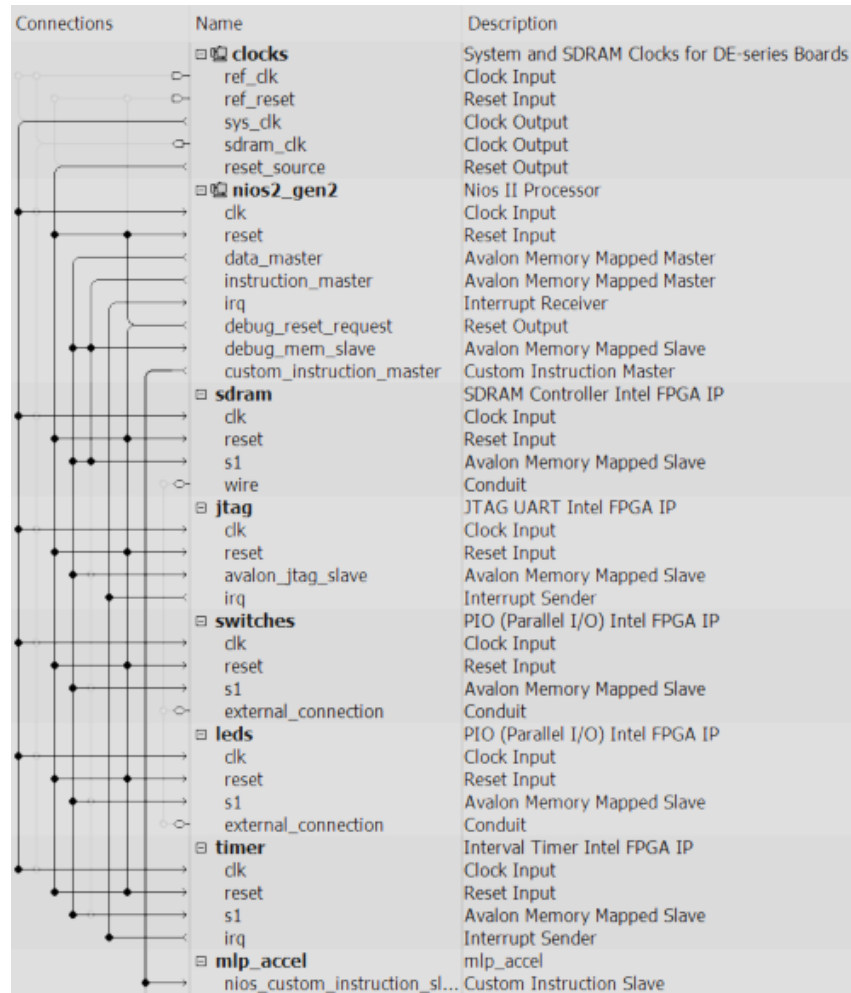 Connections Name Description
clocks System and SDRAM Clocks for DE-series Boards
ref_clk Clock Input
ref_reset Reset Input
sys_clk Clock Output
sdram_clk Clock Output
reset_source Reset Output
nios2_gen2 Nios II Processor
clk Clock Input
reset Reset Input
data_master Avalon Memory Mapped Master
instruction_master Avalon Memory Mapped Master
irq Interrupt Receiver
debug_reset_request Reset Output
debug_mem_slave Avalon Memory Mapped Slave
custom_instruction_master Custom Instruction Master
sdram SDRAM Controller Intel FPGA IP
clk Clock Input
reset Reset Input
s1 Avalon Memory Mapped Slave
wire Conduit
jtag JTAG UART Intel FPGA IP
clk Clock Input
reset Reset Input
avalon_jtag_slave Avalon Memory Mapped Slave
irq Interrupt Sender
switches PIO (Parallel I/O) Intel FPGA IP
clk Clock Input
reset Reset Input
s1 Avalon Memory Mapped Slave
external_connection Conduit
leds PIO (Parallel I/O) Intel FPGA IP
clk Clock Input
reset Reset Input
s1 Avalon Memory Mapped Slave
external_connection Conduit
timer Interval Timer Intel FPGA IP
clk Clock Input
reset Reset Input
s1 Avalon Memory Mapped Slave
irq Interrupt Sender
mlp_accel mlp_accel
nios_custom_instruction_sl... Custom Instruction Slave